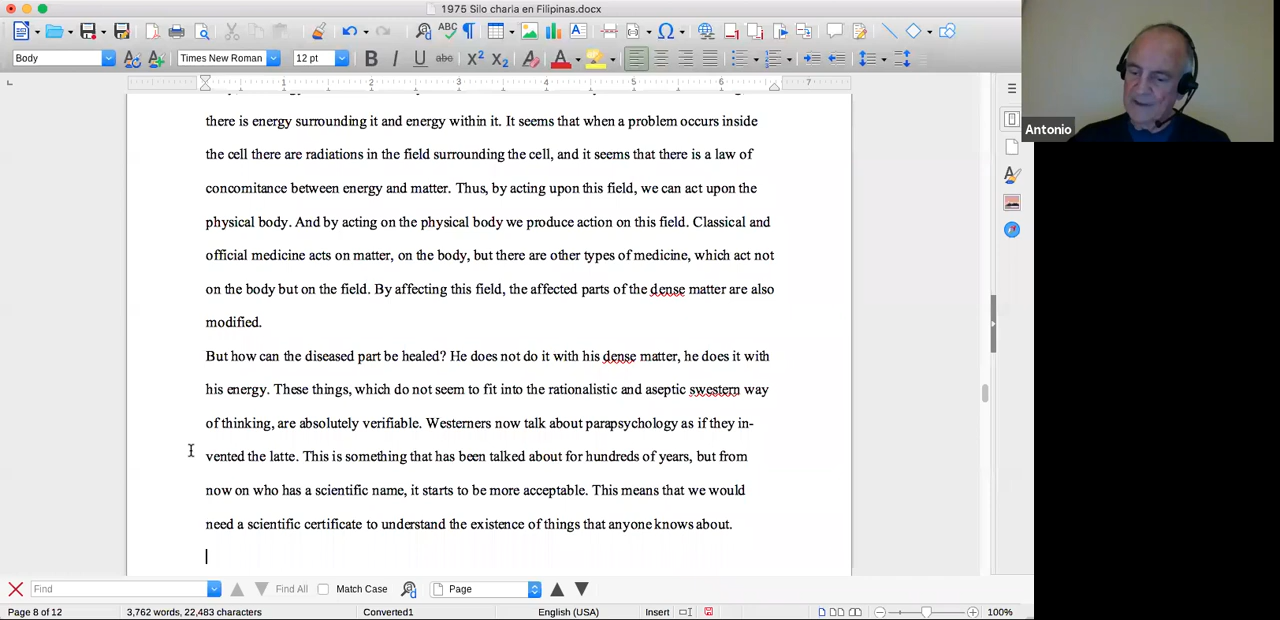 1975 Silo charia en Filipinas.docx
Body
Times New Roman
12 pt
1 2 3 4 5 6 7
Antonio
there is energy surrounding it and energy within it. It seems that when a problem occurs inside
the cell there are radiations in the field surrounding the cell, and it seems that there is a law of
concomitance between energy and matter. Thus, by acting upon this field, we can act upon the
physical body. And by acting on the physical body we produce action on this field. Classical and
official medicine acts on matter, on the body, but there are other types of medicine, which act not
on the body but on the field. By affecting this field, the affected parts of the dense matter are also
modified.
But how can the diseased part be healed? He does not do it with his dense matter, he does it with
his energy. These things, which do not seem to fit into the rationalistic and aseptic swestern way
of thinking, are absolutely verifiable. Westerners now talk about parapsychology as if they in-
vented the latte. This is something that has been talked about for hundreds of years, but from
now on who has a scientific name, it starts to be more acceptable. This means that we would
need a scientific certificate to understand the existence of things that anyone knows about.
Find
Find All
Match Case
Page
Page 8 of 12
3,762 words, 22,483 characters
Converted1
English (USA)
Insert
100%